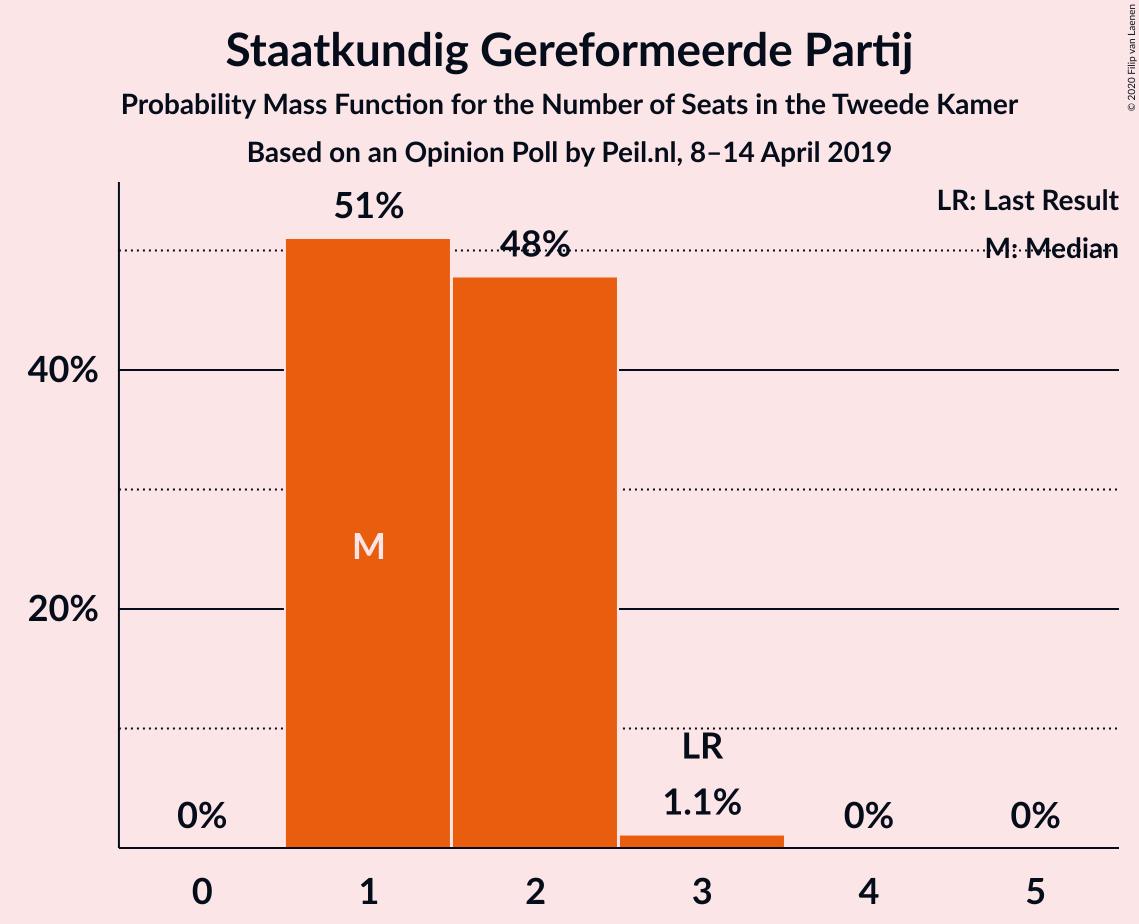 Staatkundig Gereformeerde Partij
Probability Mass Function for the Number of Seats in the Tweede Kamer
Based on an Opinion Poll by Peil.nl, 8–14 April 2019
© 2020 Filip van Laenen
LR: Last Result
M: Median
51%
48%
40%
M
20%
LR
0%
1.1%
0%
0%
0
1
2
3
4
5